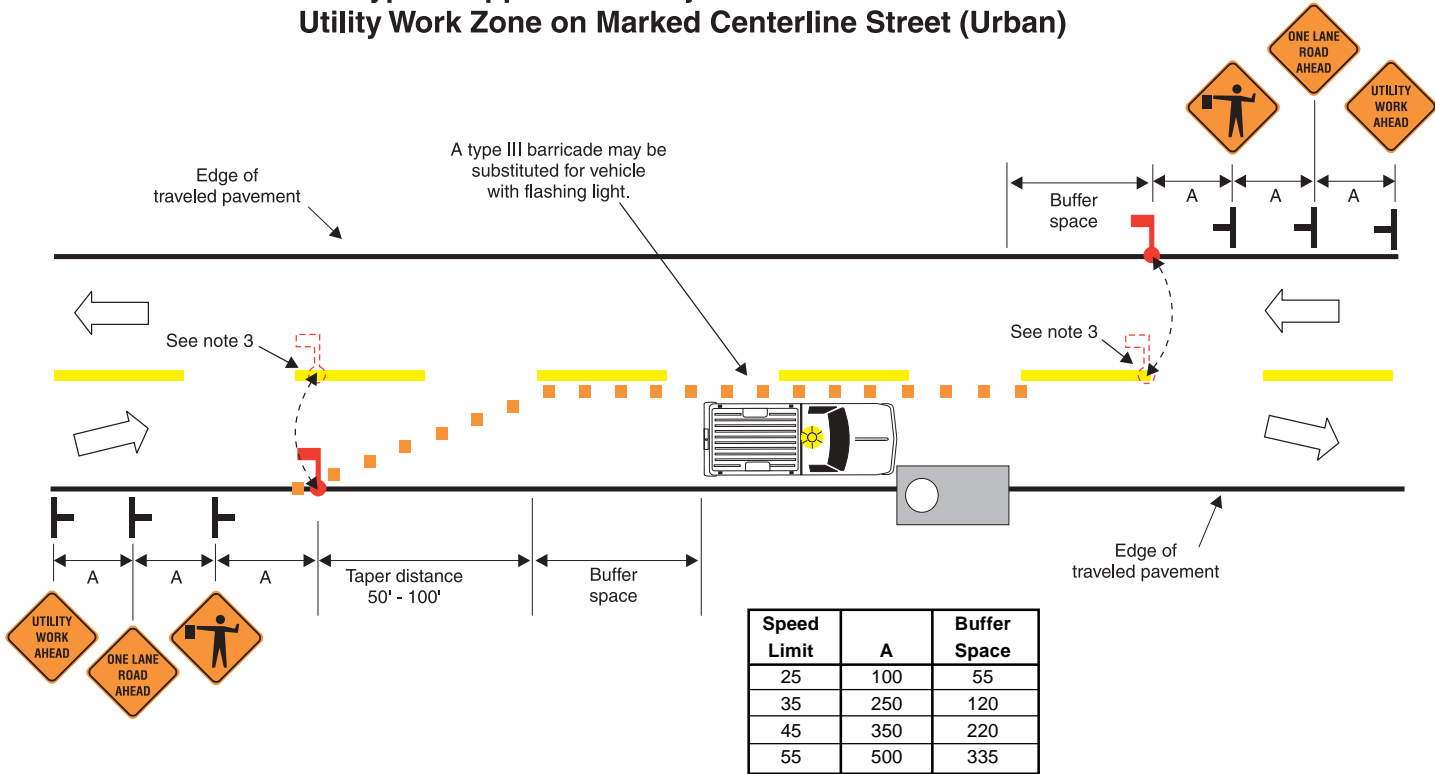 Utility Work Zone on Marked Centerline Street (Urban)
ONE LANE
ROAD
AHEAD
UTILITY
WORK
AHEAD
A type III barricade may be
substituted for vehicle
with flashing light.
Edge of
traveled pavement
Buffer
space
A
A
A
See note 3
See note 3
A
A
A
Taper distance
50' - 100'
Buffer
space
Edge of
traveled pavement
UTILITY
WORK
AHEAD
ONE LANE
ROAD
AHEAD
Speed Limit A Buffer Space
25 100 55
35 250 120
45 350 220
55 500 335